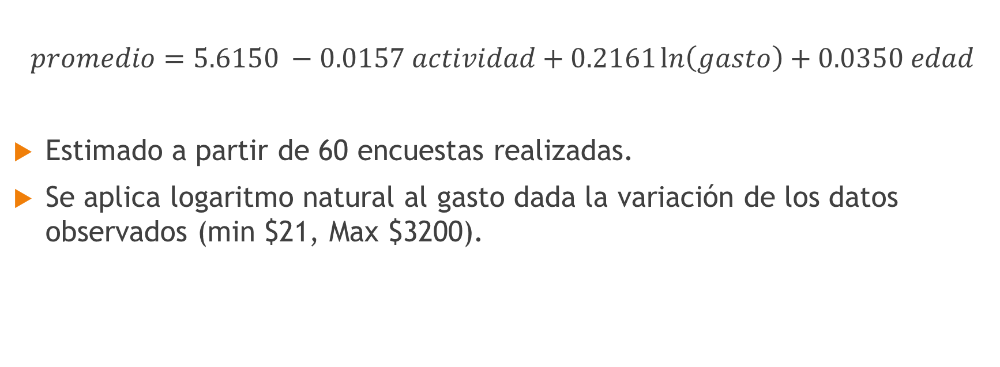 promedio = 5.6150 − 0.0157 actividad + 0.2161 ln(gasto) + 0.0350 edad
Estimado a partir de 60 encuestas realizadas.
Se aplica logaritmo natural al gasto dada la variación de los datos
observados (min $21, Max $3200).